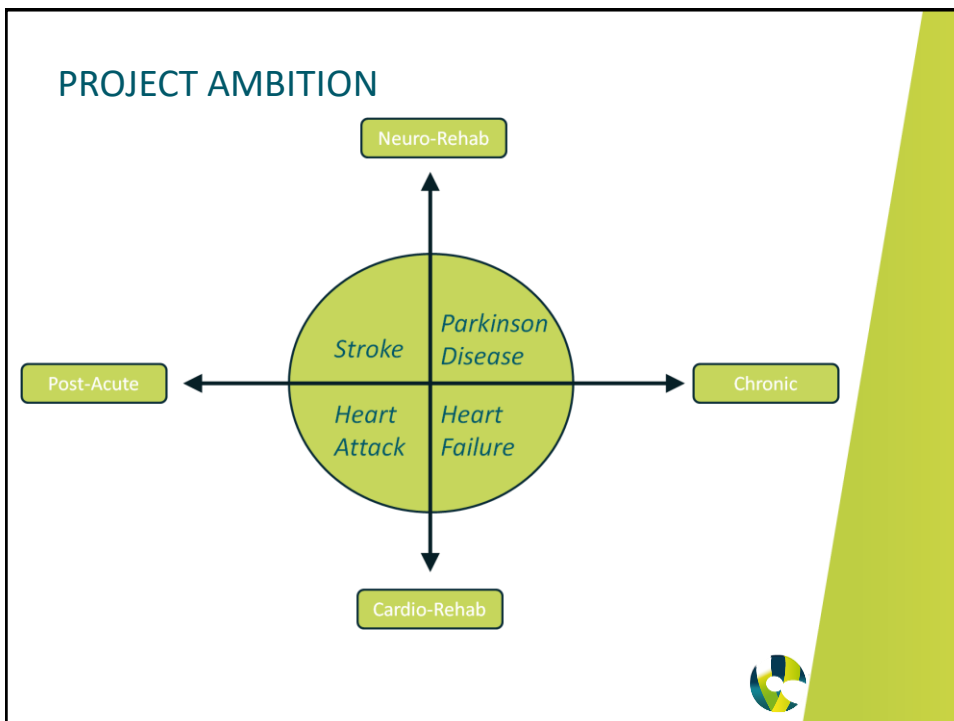 PROJECT AMBITION
Neuro-Rehab
Stroke
Parkinson
Disease
Post-Acute
Chronic
Heart
Attack
Heart
Failure
Cardio-Rehab